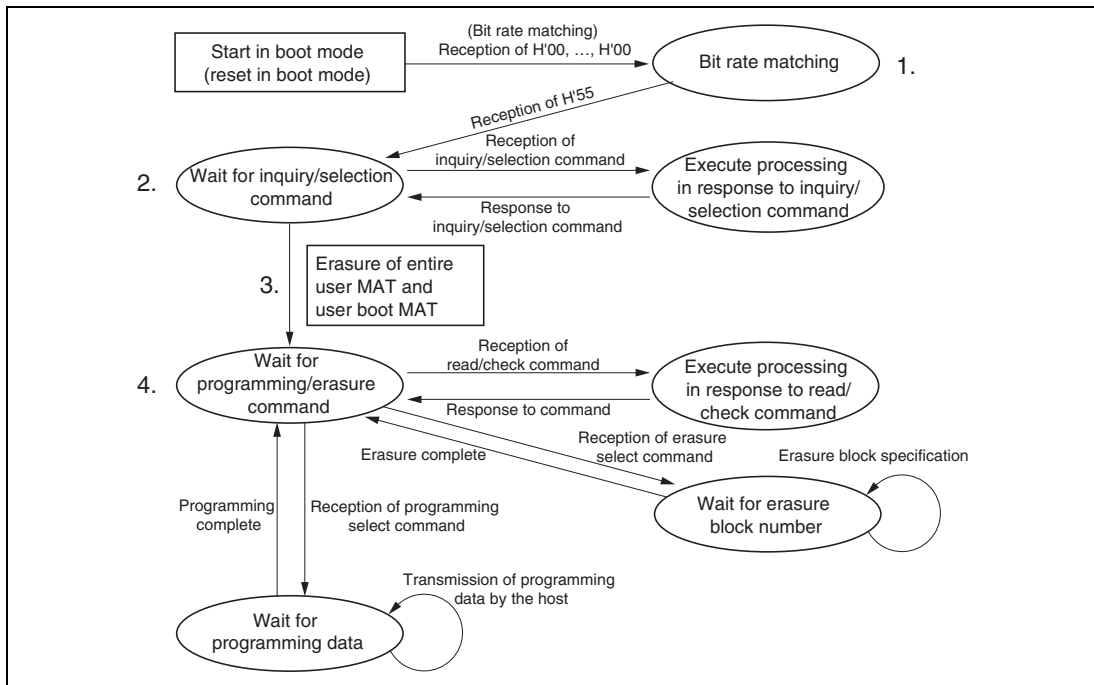 Start in boot mode
(reset in boot mode)
(Bit rate matching)
Reception of H'00, …, H'00
Bit rate matching
1.
Reception of H'55
2.
Wait for inquiry/selection
command
Reception of
inquiry/selection command
Response to
inquiry/selection command
Execute processing
in response to inquiry/
selection command
3.
Erasure of entire
user MAT and
user boot MAT
4.
Wait for
programming/erasure
command
Reception of
read/check command
Response to command
Execute processing
in response to read/
check command
Erasure complete
Reception of erasure
select command
Erasure block specification
Wait for erasure
block number
Programming
complete
Reception of programming
select command
Transmission of programming
data by the host
Wait for
programming data